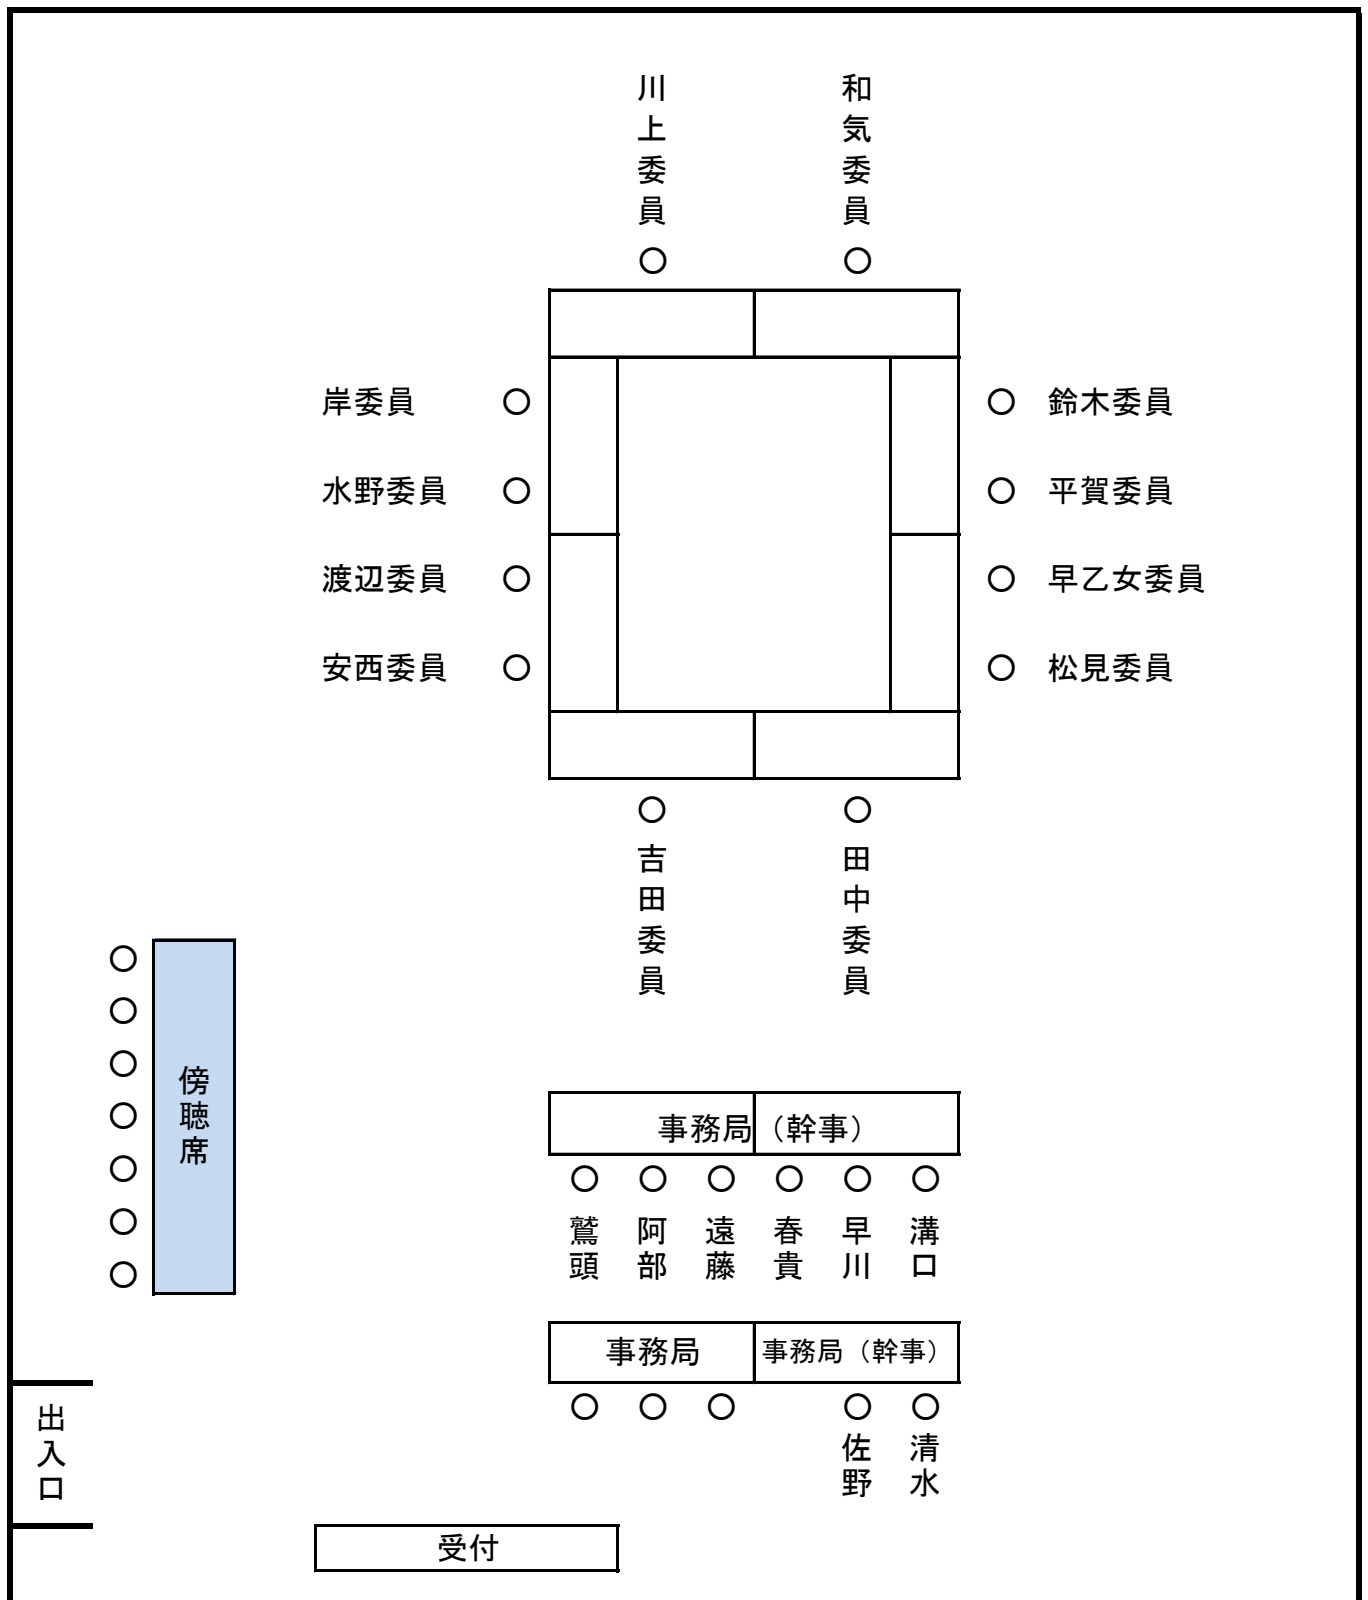 川上委員
和気委員
岸委員
鈴木委員
水野委員
平賀委員
渡辺委員
早乙女委員
安西委員
松見委員
吉田委員
田中委員
傍聴席
事務局（幹事）
鷲頭
阿部
遠藤
春貴
早川
溝口
事務局
事務局（幹事）
佐野
清水
出入口
受付